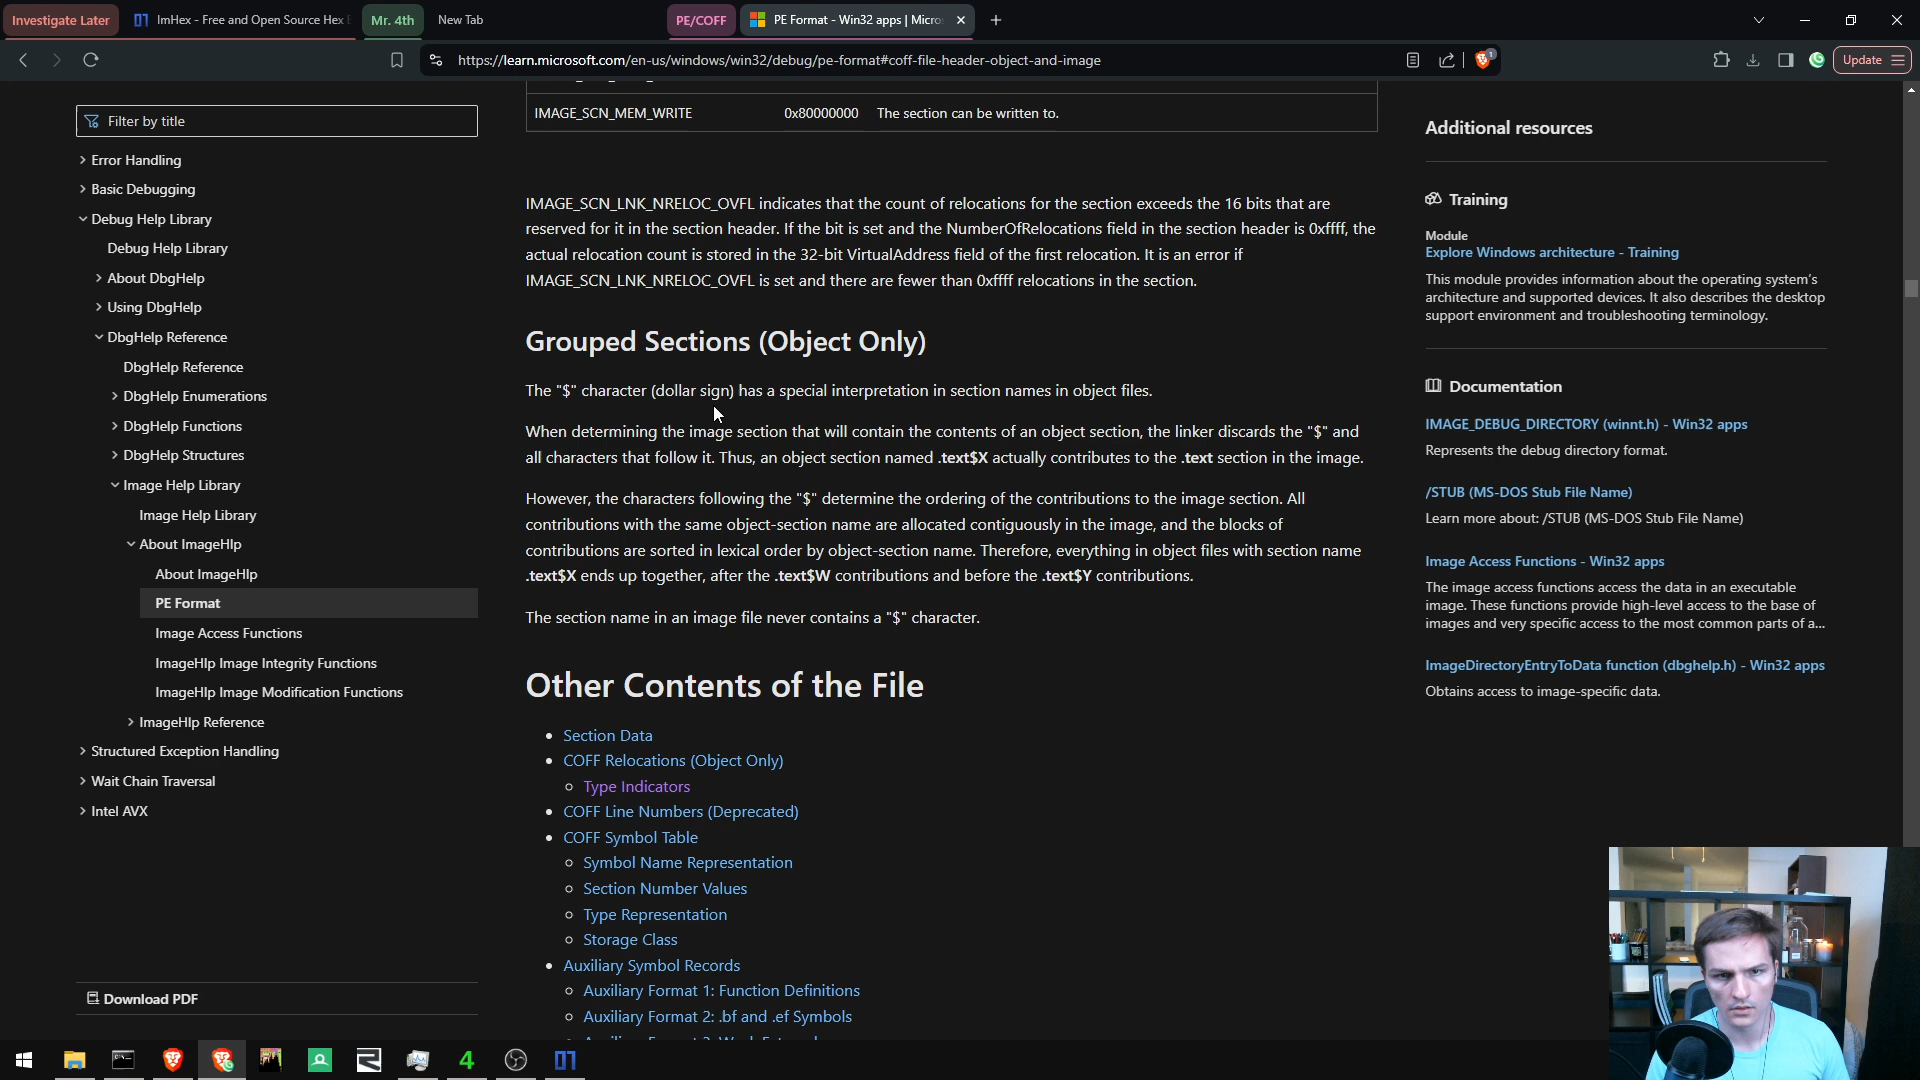 Investigate Later
ImHex - Free and Open Source Hex
Mr. 4th
New Tab
PE/COFF
PE Format - Win32 apps | Micro
https://learn.microsoft.com/en-us/windows/win32/debug/pe-format#coff-file-header-object-and-image
1
Update
Filter by title
Error Handling
Basic Debugging
Debug Help Library
Debug Help Library
About DbgHelp
Using DbgHelp
DbgHelp Reference
DbgHelp Reference
DbgHelp Enumerations
DbgHelp Functions
DbgHelp Structures
Image Help Library
Image Help Library
About ImageHlp
About ImageHlp
PE Format
Image Access Functions
ImageHlp Image Integrity Functions
ImageHlp Image Modification Functions
ImageHlp Reference
Structured Exception Handling
Wait Chain Traversal
Intel AVX
Download PDF
IMAGE_SCN_MEM_WRITE 0x80000000 The section can be written to.
IMAGE_SCN_LNK_NRELOC_OVFL indicates that the count of relocations for the section exceeds the 16 bits that are
reserved for it in the section header. If the bit is set and the NumberOfRelocations field in the section header is 0xffff, the
actual relocation count is stored in the 32-bit VirtualAddress field of the first relocation. It is an error if
IMAGE_SCN_LNK_NRELOC_OVFL is set and there are fewer than 0xffff relocations in the section.
Grouped Sections (Object Only)
The "$" character (dollar sign) has a special interpretation in section names in object files.
When determining the image section that will contain the contents of an object section, the linker discards the "$" and
all characters that follow it. Thus, an object section named .text$X actually contributes to the .text section in the image.
However, the characters following the "$" determine the ordering of the contributions to the image section. All
contributions with the same object-section name are allocated contiguously in the image, and the blocks of
contributions are sorted in lexical order by object-section name. Therefore, everything in object files with section name
.text$X ends up together, after the .text$W contributions and before the .text$Y contributions.
The section name in an image file never contains a "$" character.
Other Contents of the File
Section Data
COFF Relocations (Object Only)
Type Indicators
COFF Line Numbers (Deprecated)
COFF Symbol Table
Symbol Name Representation
Section Number Values
Type Representation
Storage Class
Auxiliary Symbol Records
Auxiliary Format 1: Function Definitions
Auxiliary Format 2: .bf and .ef Symbols
Additional resources
Training
Module
Explore Windows architecture - Training
This module provides information about the operating system's
architecture and supported devices. It also describes the desktop
support environment and troubleshooting terminology.
Documentation
IMAGE_DEBUG_DIRECTORY (winnt.h) - Win32 apps
Represents the debug directory format.
/STUB (MS-DOS Stub File Name)
Learn more about: /STUB (MS-DOS Stub File Name)
Image Access Functions - Win32 apps
The image access functions access the data in an executable
image. These functions provide high-level access to the base of
images and very specific access to the most common parts of a...
ImageDirectoryEntryToData function (dbghelp.h) - Win32 apps
Obtains access to image-specific data.
4